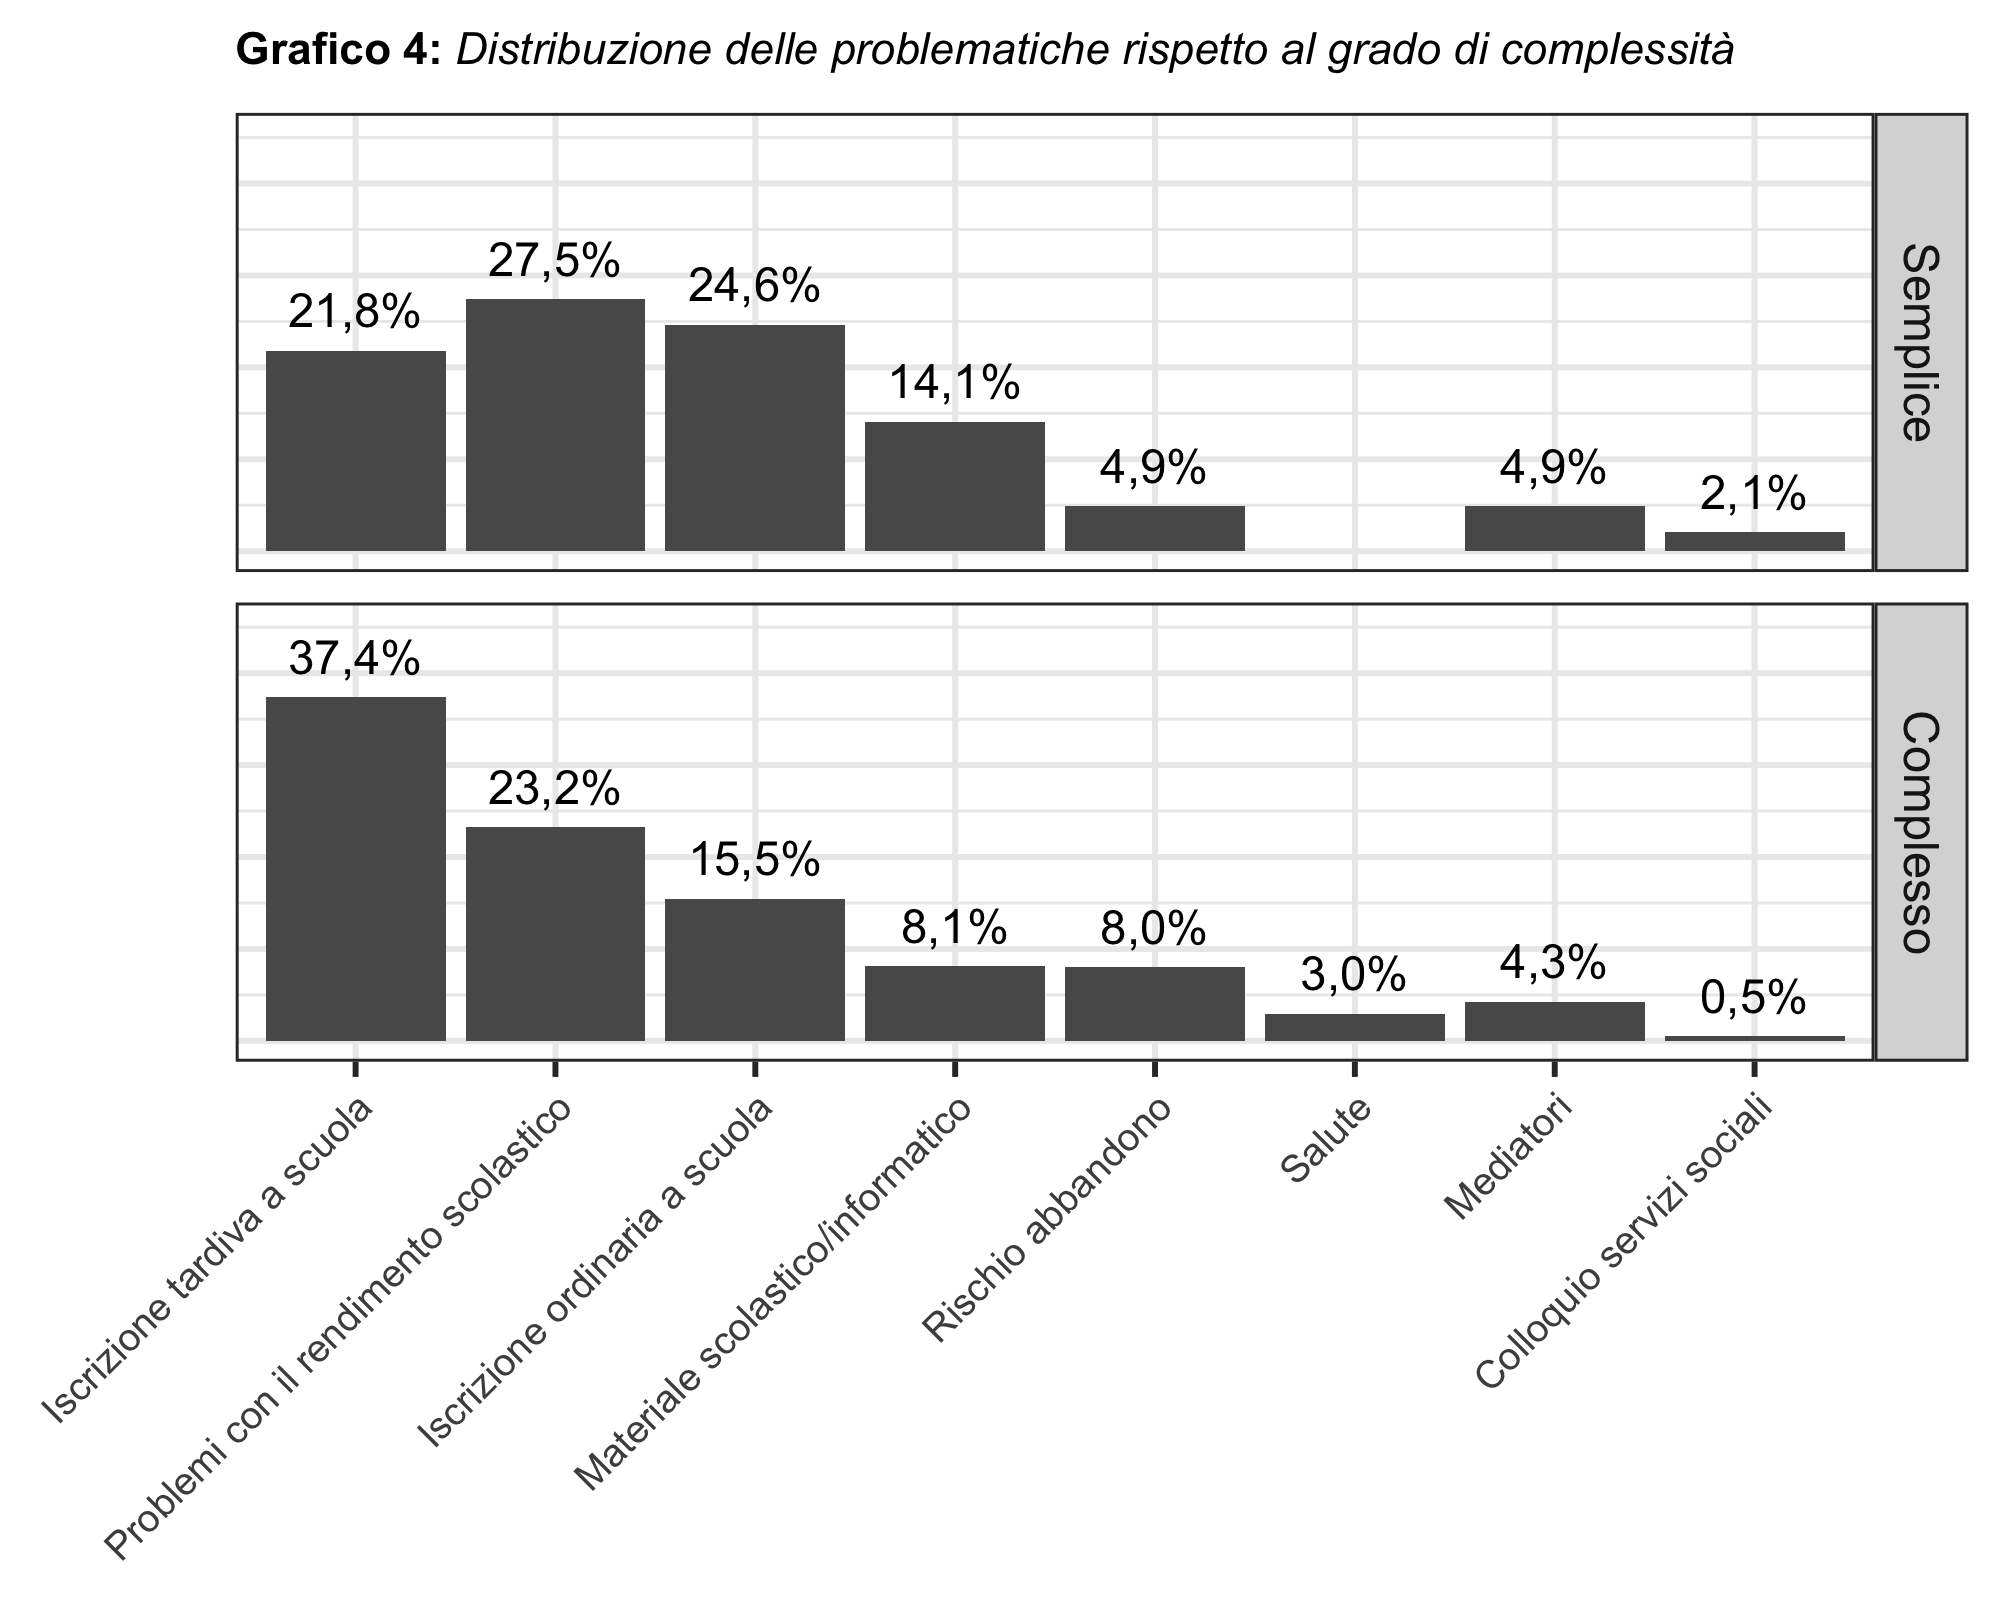 Grafico 4: Distribuzione delle problematiche rispetto al grado di complessità
21,8%
27,5%
24,6%
14,1%
4,9%
4,9%
2,1%
Semplice
37,4%
23,2%
15,5%
8,1%
8,0%
3,0%
4,3%
0,5%
Complesso
Iscrizione tardiva a scuola
Problemi con il rendimento scolastico
Iscrizione ordinaria a scuola
Materiale scolastico/informatico
Rischio abbandono
Salute
Mediatori
Colloquio servizi sociali